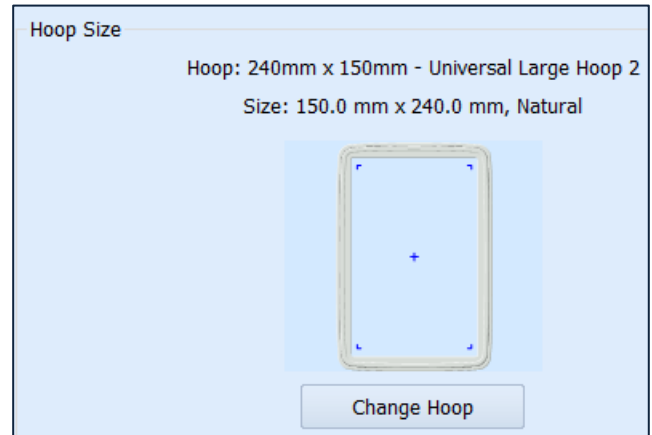 Hoop Size
Hoop: 240mm x 150mm - Universal Large Hoop 2
Size: 150.0 mm x 240.0 mm, Natural
Change Hoop